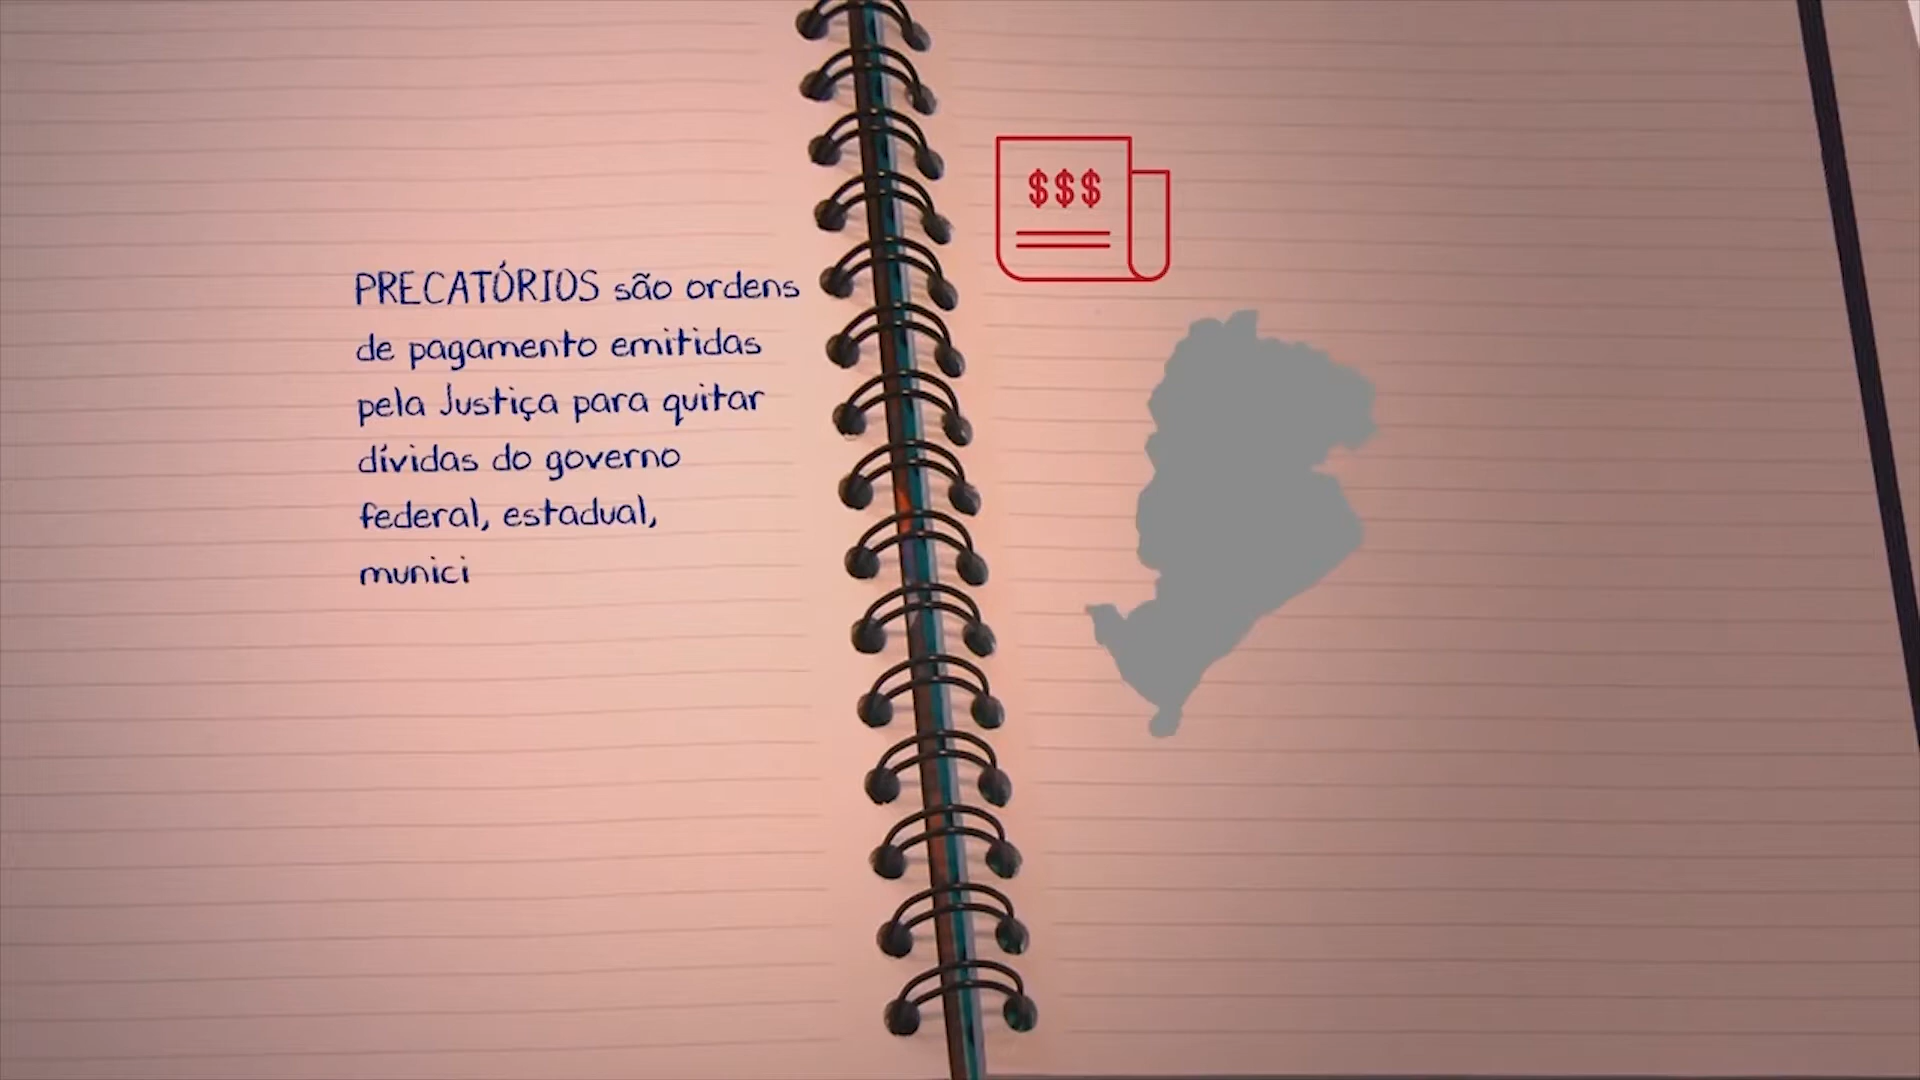 PRECATÓRIOS são ordens
de pagamento emitidas
pela Justiça para quitar
dívidas do governo
federal, estadual,
munici
$$$